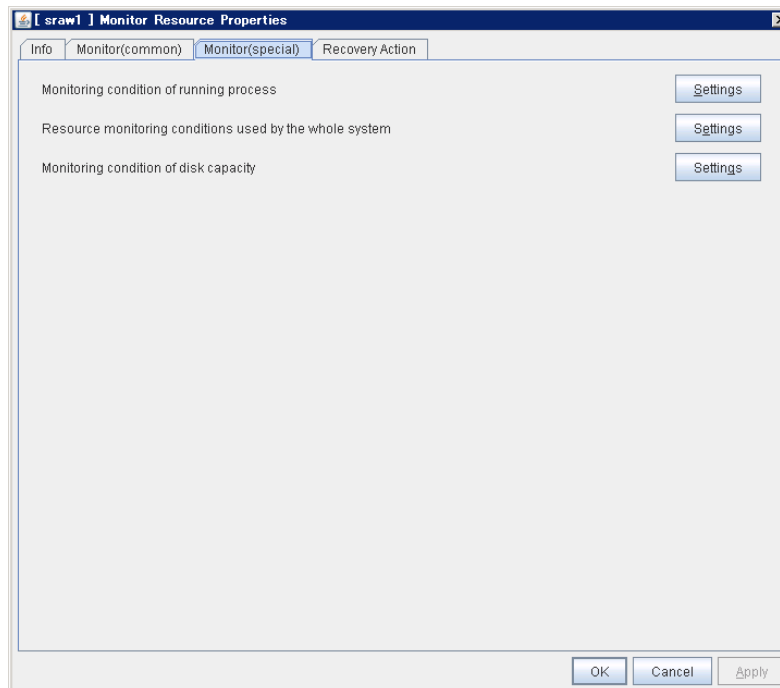 [ sraw1 ] Monitor Resource Properties
Info Monitor(common) Monitor(special) Recovery Action
Monitoring condition of running process Settings
Resource monitoring conditions used by the whole system Settings
Monitoring condition of disk capacity Settings
OK Cancel Apply